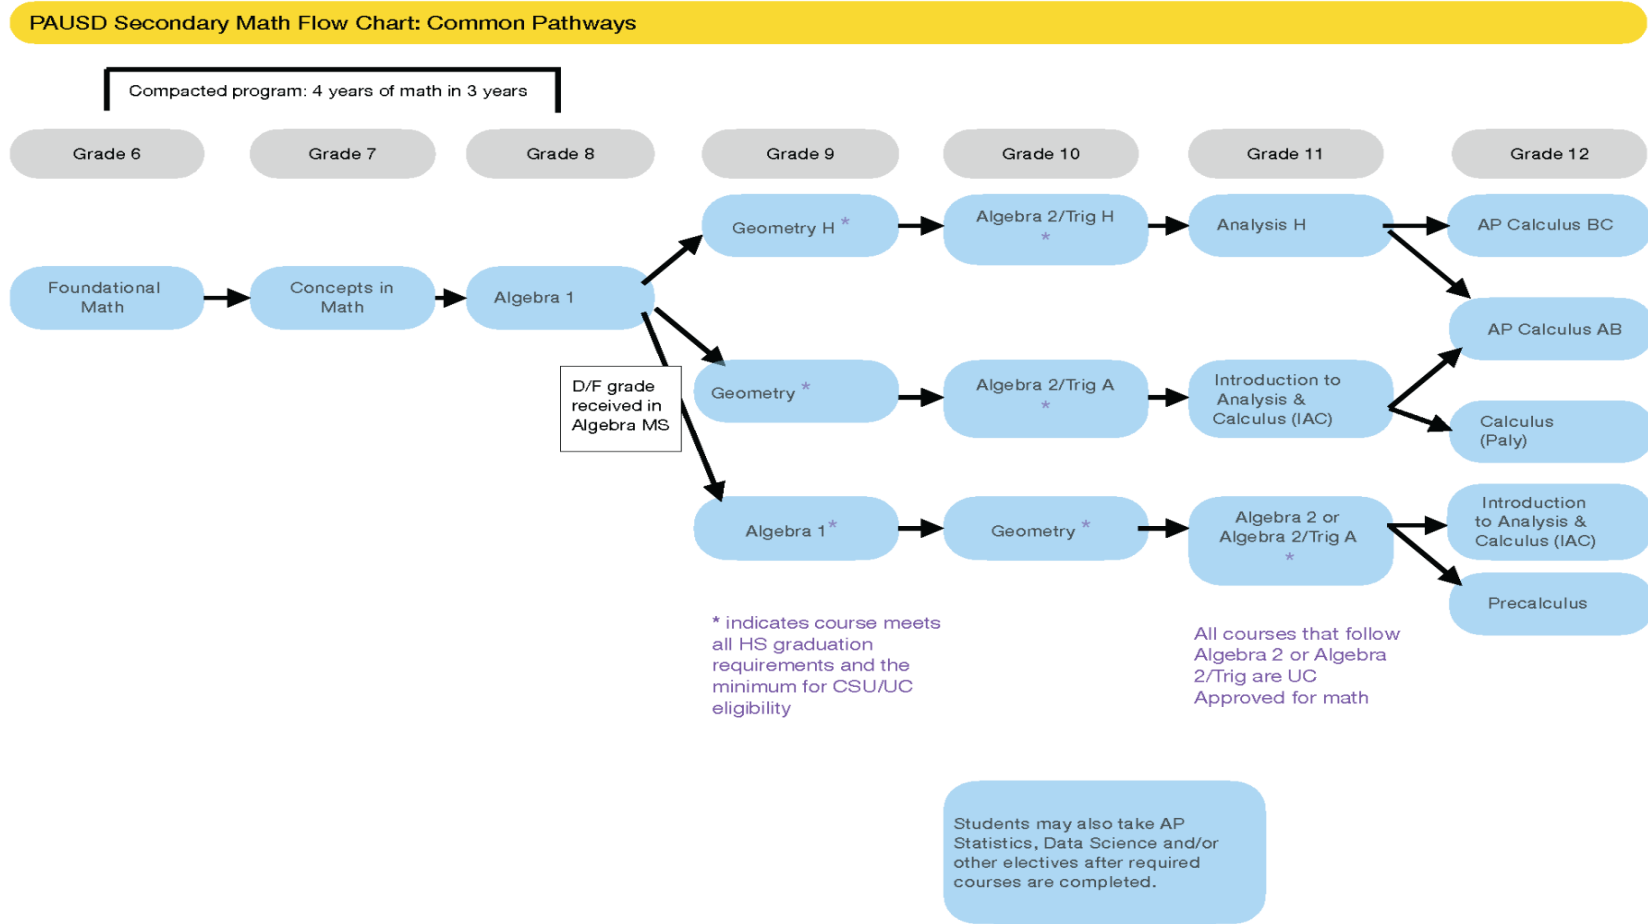 PAUSD Secondary Math Flow Chart: Common Pathways
Compacted program: 4 years of math in 3 years
Grade 6
Grade 7
Grade 8
Grade 9
Grade 10
Grade 11
Grade 12
Geometry H *
Algebra 2/Trig H
*
Analysis H
AP Calculus BC
Foundational
Math
Concepts in
Math
Algebra 1
AP Calculus AB
D/F grade
received in
Algebra MS
Geometry *
Algebra 2/Trig A
*
Introduction to
Analysis &
Calculus (IAC)
Calculus
(Paly)
Algebra 1 *
Geometry *
Algebra 2 or
Algebra 2/Trig A
*
Introduction
to Analysis &
Calculus (IAC)
Precalculus
* indicates course meets
all HS graduation
requirements and the
minimum for CSU/UC
eligibility
All courses that follow
Algebra 2 or Algebra
2/Trig are UC
Approved for math
Students may also take AP
Statistics, Data Science and/or
other electives after required
courses are completed.